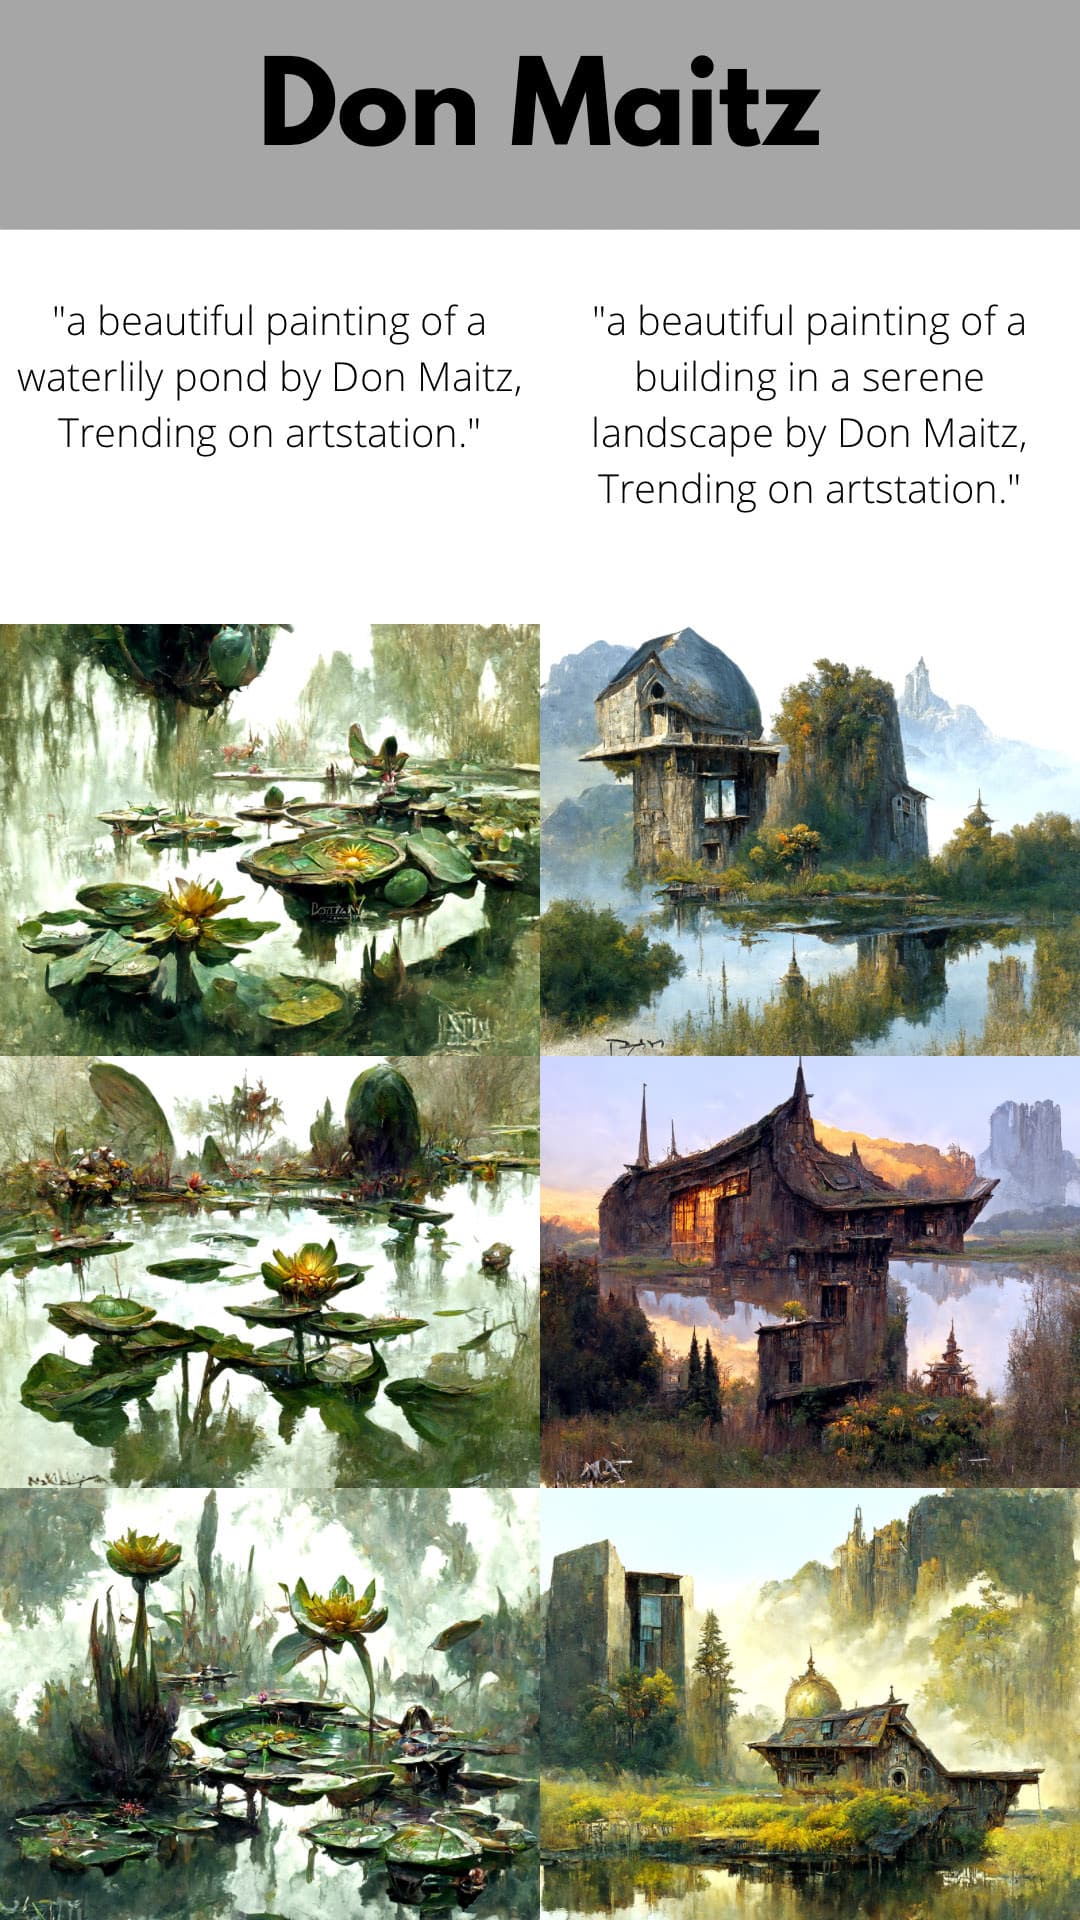 Don Maitz
"a beautiful painting of a
waterlily pond by Don Maitz,
Trending on artstation."
"a beautiful painting of a
building in a serene
landscape by Don Maitz,
Trending on artstation."